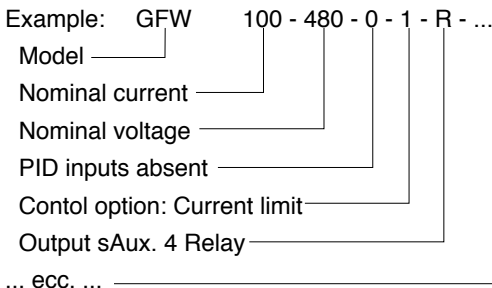 Example: GFW 100 - 480 - 0 - 1 - R - ...
Model
Nominal current
Nominal voltage
PID inputs absent
Contol option: Current limit
Output sAux. 4 Relay
... ecc. ...